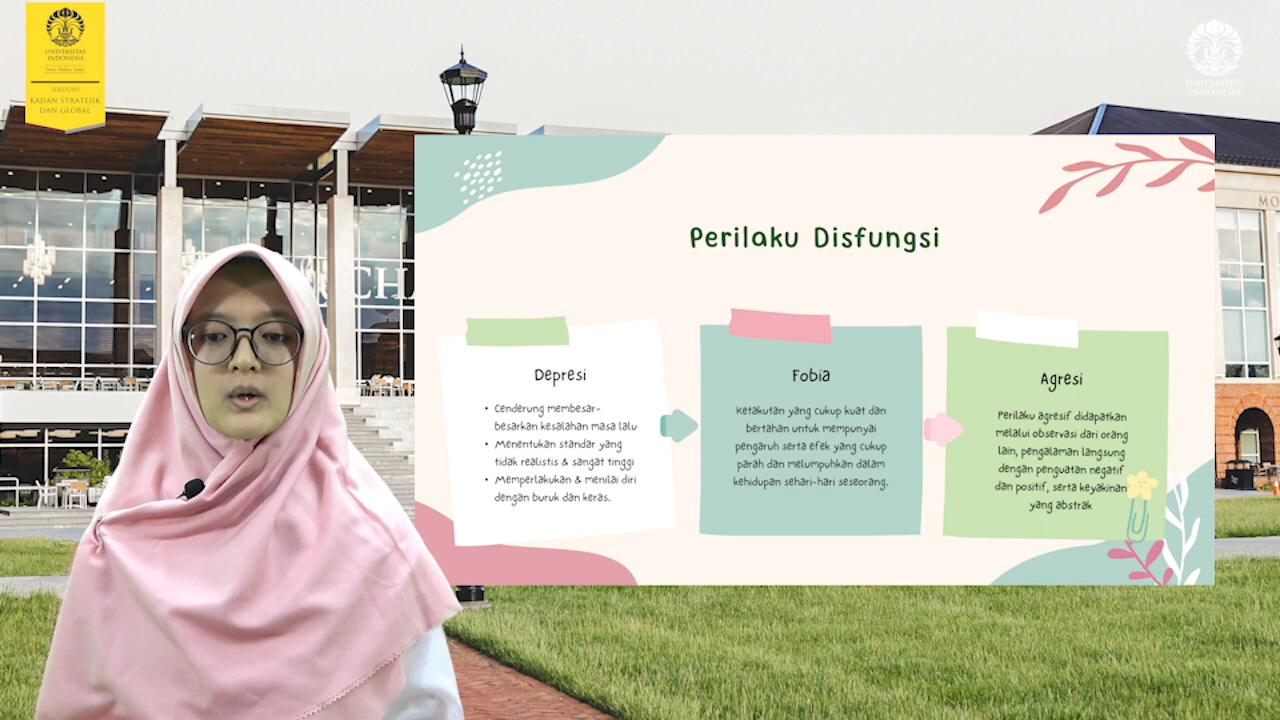 UNIVERSITAS
INDONESIA
SEKOLAH
KAJIAN STRATEJIK
DAN GLOBAL
UNIVERSITAS
INDONESIA
MO
CH
Perilaku Disfungsi
Depresi
• Cenderung membesar-
besarkan kesalahan masa lalu
• Menentukan standar yang
tidak realistis & sangat tinggi
• Memperlakukan & menilai diri
dengan buruk dan keras.
Fobia
Ketakutan yang cukup kuat dan
bertahan untuk mempunyai
pengaruh serta efek yang cukup
parah dan melumpuhkan dalam
kehidupan sehari-hari seseorang.
Agresi
Perilaku agresif didapatkan
melalui observasi dari orang
lain, pengalaman langsung
dengan penguatan negatif
dan positif, serta keyakinan
yang abstrak